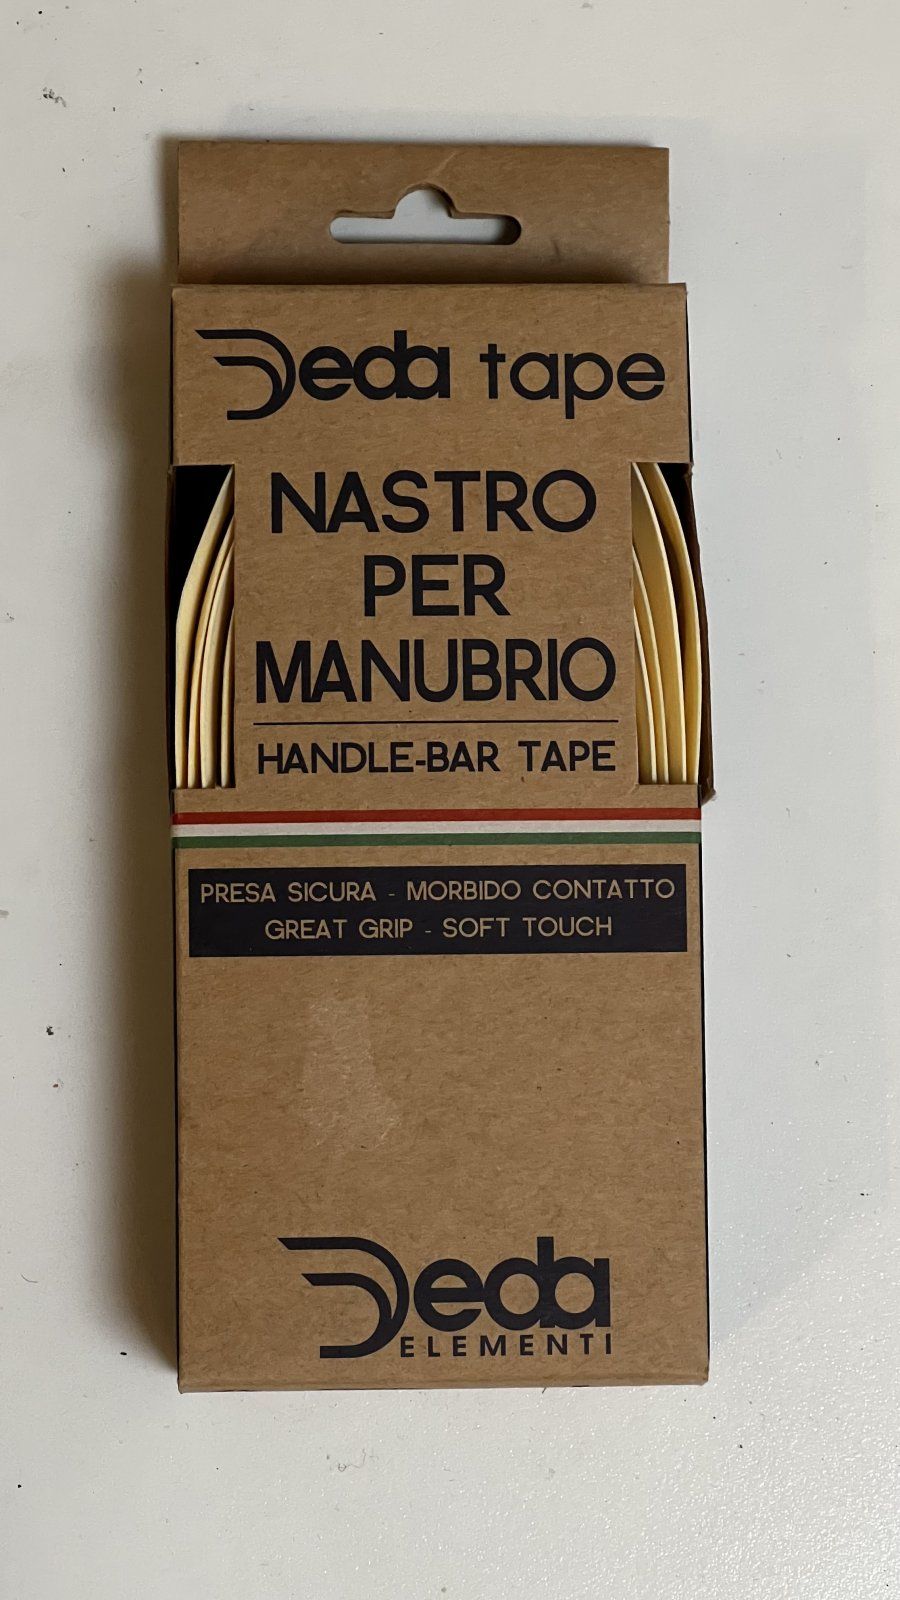 Deda tape
NASTRO
PER
MANUBRIO
HANDLE-BAR TAPE
PRESA SICURA - MORBIDO CONTATTO
GREAT GRIP - SOFT TOUCH
Deda
ELEMENTI